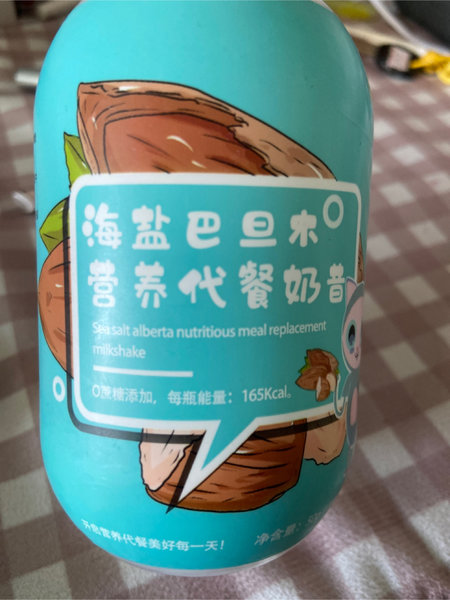 海盐巴旦木
营养代餐奶昔
Sea salt alberta nutritious meal replacement
milkshake
0蔗糖添加，每瓶能量：165Kcal。
营养代餐美好每一天！
净含量：